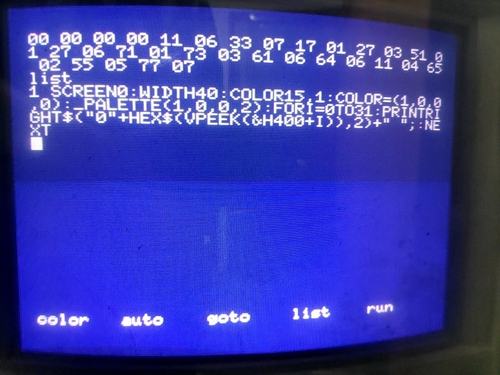 00 00 00 00 11 06 33 07 17 01 27 03 51 0
1 27 06 71 01 73 03 61 06 64 06 11 04 65
02 55 05 77 07
list
1 SCREEN0:WIDTH40:COLOR15,1:COLOR=(1,0,0
,0):_PALETTE(1,0,0,2):FORI=0TO31:PRINTRI
GHT$("0"+HEX$(VPEEK(&H400+I)),2)+" ";:NE
XT
color auto goto list run